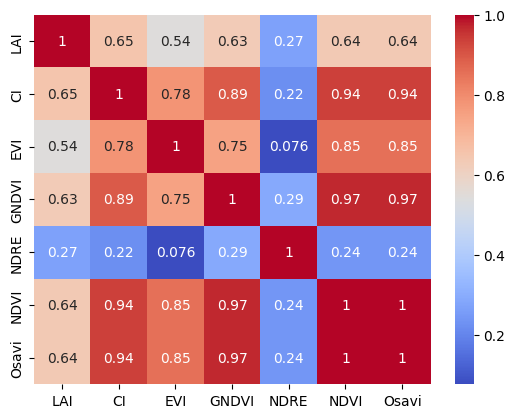 LAI 1 0.65 0.54 0.63 0.27 0.64 0.64
CI 0.65 1 0.78 0.89 0.22 0.94 0.94
EVI 0.54 0.78 1 0.75 0.076 0.85 0.85
GNDVI 0.63 0.89 0.75 1 0.29 0.97 0.97
NDRE 0.27 0.22 0.076 0.29 1 0.24 0.24
NDVI 0.64 0.94 0.85 0.97 0.24 1 1
Osavi 0.64 0.94 0.85 0.97 0.24 1 1
LAI CI EVI GNDVI NDRE NDVI Osavi
1.0
0.8
0.6
0.4
0.2